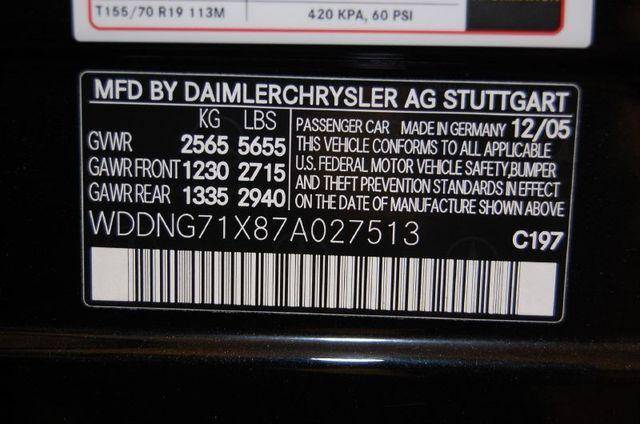 T155/70 R19 113M 420 KPA, 60 PSI
MFD BY DAIMLERCHRYSLER AG STUTTGART
KG LBS
GVWR 2565 5655
GAWR FRONT 1230 2715
GAWR REAR 1335 2940
PASSENGER CAR MADE IN GERMANY 12/05
THIS VEHICLE CONFORMS TO ALL APPLICABLE
U.S. FEDERAL MOTOR VEHICLE SAFETY, BUMPER
AND THEFT PREVENTION STANDARDS IN EFFECT
ON THE DATE OF MANUFACTURE SHOWN ABOVE.
WDDNG71X87A027513
C197